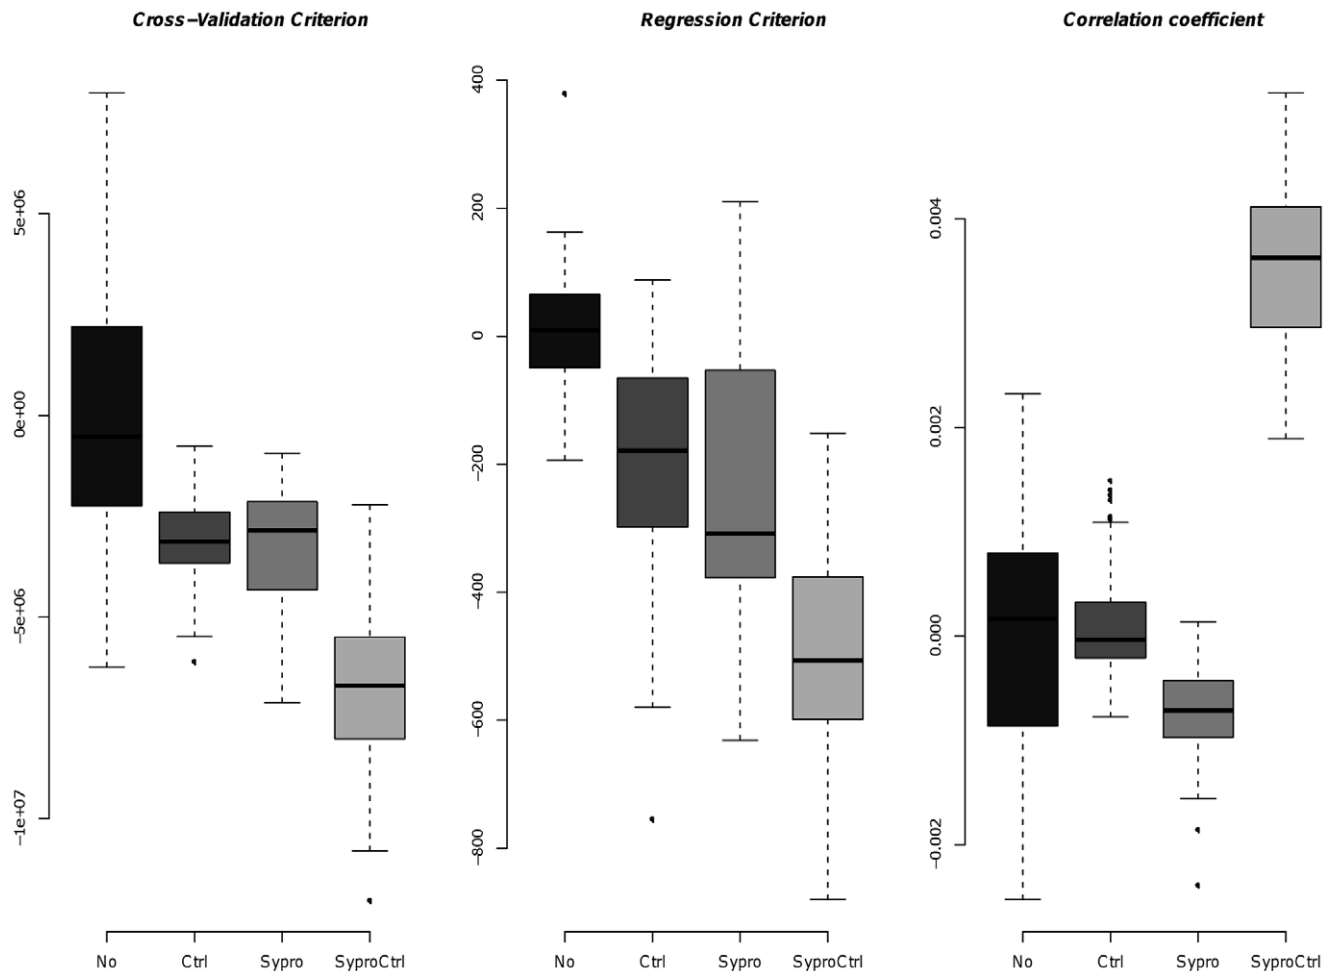 Cross-Validation Criterion
Regression Criterion
Correlation coefficient
5e+06
0e+00
-5e+06
-1e+07
No Ctrl Sypro SyproCtrl
400
200
0
-200
-400
-600
-800
No Ctrl Sypro SyproCtrl
0.004
0.002
0.000
-0.002
No Ctrl Sypro SyproCtrl